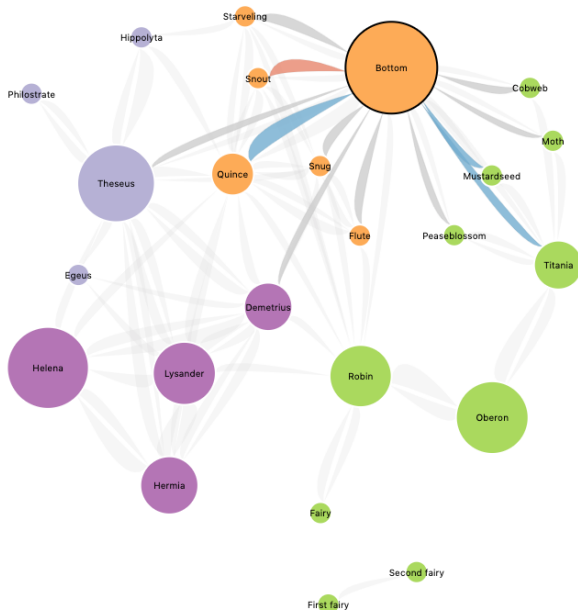 Starveling
Hippolyta
Bottom
Snout
Cobweb
Philostrate
Moth
Snug
Quince
Mustardseed
Theseus
Flute
Peaseblossom
Titania
Egeus
Demetrius
Helena
Lysander
Robin
Oberon
Hermia
Fairy
Second fairy
First fairy